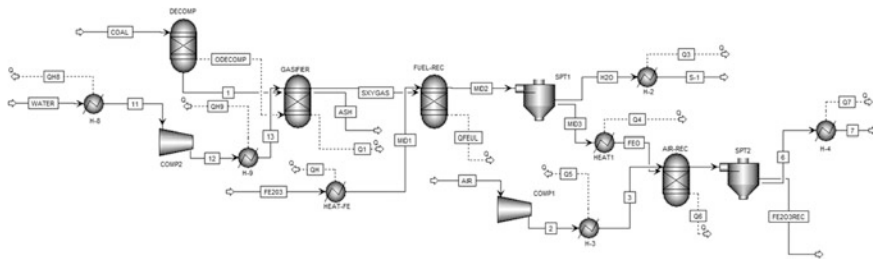 DECOMP
COAL
QDECOMP
GASIFIER
FUEL-REC
SPT1
H2O
Q3
Q
H-2
S-1
Q
QH8
1
Q
QH9
SXYGAS
MID2
ASH
WATER
H-8
11
13
MID1
Q1
Q
QFEUL
Q
MID3
Q4
Q
Q7
Q
COMP2
12
H-9
Q
QH
HEAT1
FEO
AIR-REC
SPT2
6
H-4
7
FE203
HEAT-FE
AIR
COMP1
Q
Q5
3
2
H-3
Q6
Q
FE2O3REC